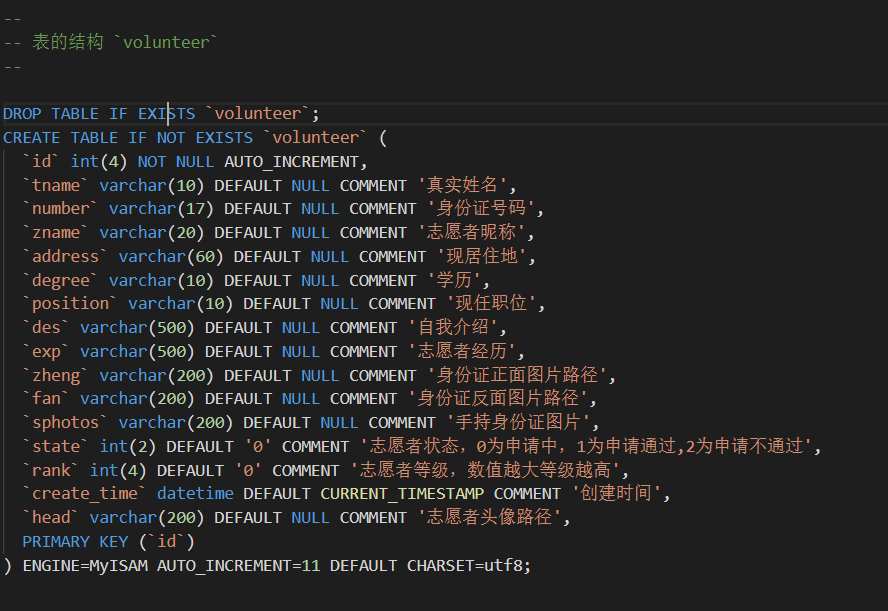 --
-- 表的结构 `volunteer`
--
DROP TABLE IF EXISTS `volunteer`;
CREATE TABLE IF NOT EXISTS `volunteer` (
`id` int(4) NOT NULL AUTO_INCREMENT,
`tname` varchar(10) DEFAULT NULL COMMENT '真实姓名',
`number` varchar(17) DEFAULT NULL COMMENT '身份证号码',
`zname` varchar(20) DEFAULT NULL COMMENT '志愿者昵称',
`address` varchar(60) DEFAULT NULL COMMENT '现居住地',
`degree` varchar(10) DEFAULT NULL COMMENT '学历',
`position` varchar(10) DEFAULT NULL COMMENT '现任职位',
`des` varchar(500) DEFAULT NULL COMMENT '自我介绍',
`exp` varchar(500) DEFAULT NULL COMMENT '志愿者经历',
`zheng` varchar(200) DEFAULT NULL COMMENT '身份证正面图片路径',
`fan` varchar(200) DEFAULT NULL COMMENT '身份证反面图片路径',
`sphotos` varchar(200) DEFAULT NULL COMMENT '手持身份证图片',
`state` int(2) DEFAULT '0' COMMENT '志愿者状态，0为申请中，1为申请通过,2为申请不通过',
`rank` int(4) DEFAULT '0' COMMENT '志愿者等级，数值越大等级越高',
`create_time` datetime DEFAULT CURRENT_TIMESTAMP COMMENT '创建时间',
`head` varchar(200) DEFAULT NULL COMMENT '志愿者头像路径',
PRIMARY KEY (`id`)
) ENGINE=MyISAM AUTO_INCREMENT=11 DEFAULT CHARSET=utf8;